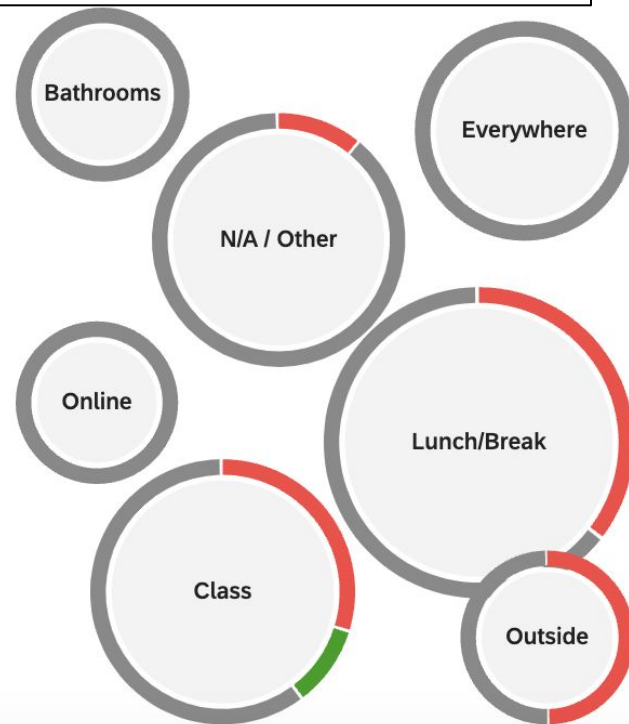 Bathrooms
Everywhere
N/A / Other
Online
Lunch/Break
Class
Outside